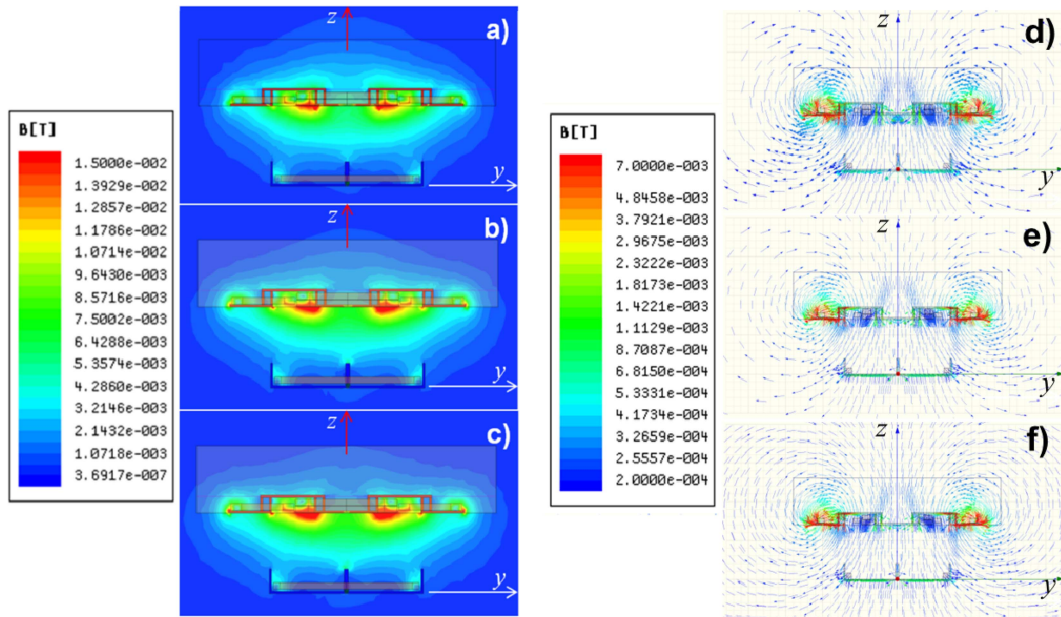 z
a)
y
z
b)
y
z
c)
y
B[T]
1.5000e-002
1.3929e-002
1.2857e-002
1.1786e-002
1.0714e-002
9.6430e-003
8.5716e-003
7.5002e-003
6.4288e-003
5.3574e-003
4.2860e-003
3.2146e-003
2.1432e-003
1.0718e-003
3.6917e-007
B[T]
7.0000e-003
4.8458e-003
3.7921e-003
2.9675e-003
2.3222e-003
1.8173e-003
1.4221e-003
1.1129e-003
8.7087e-004
6.8150e-004
5.3331e-004
4.1734e-004
3.2659e-004
2.5557e-004
2.0000e-004
z
d)
y
z
e)
y
z
f)
y